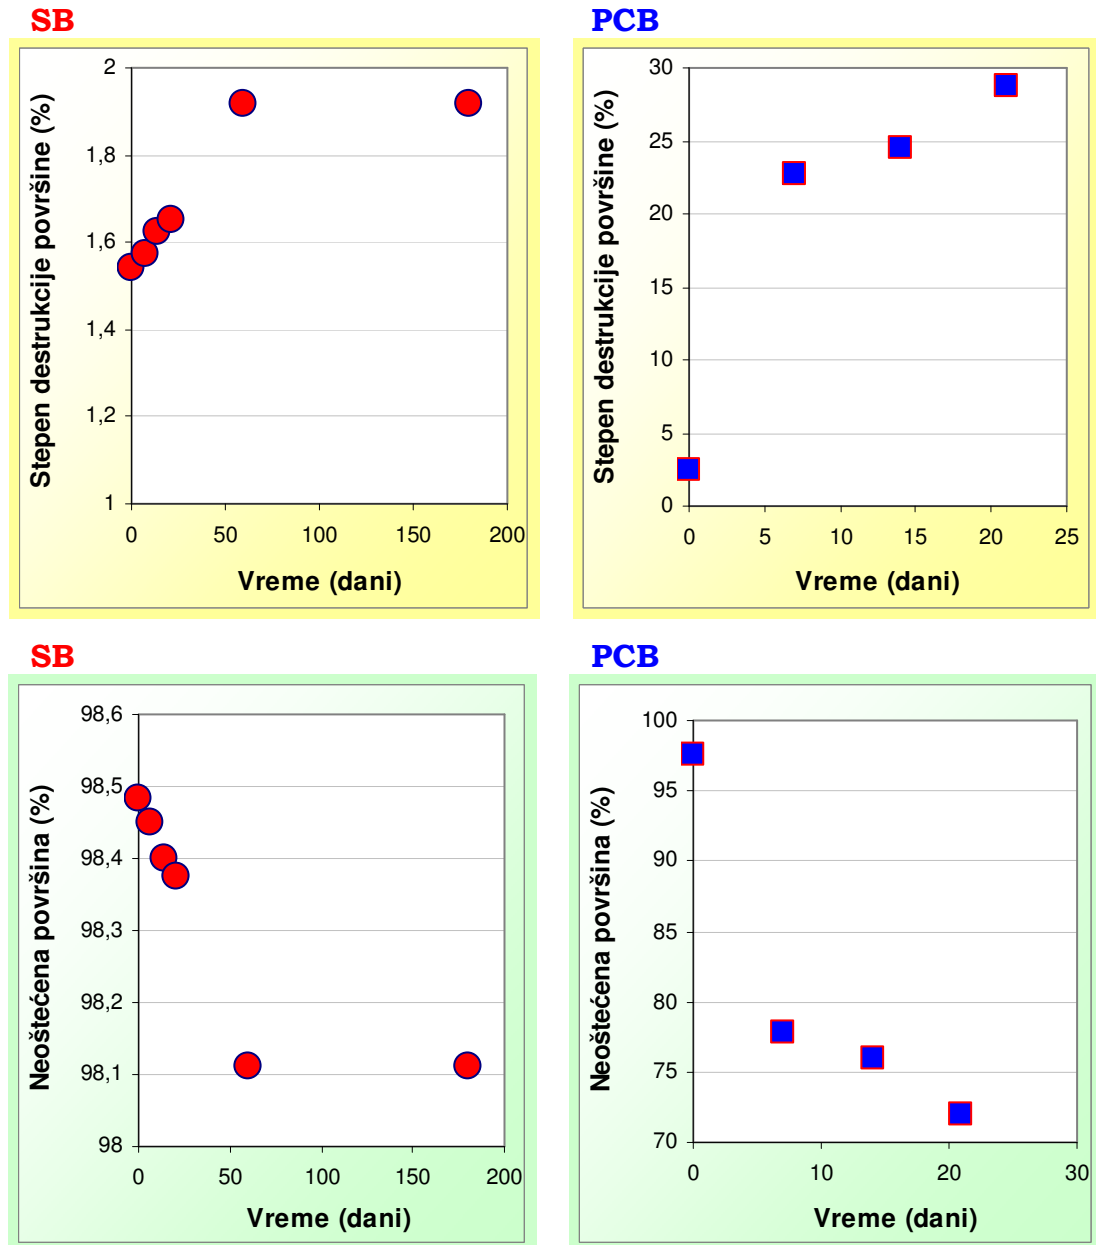 SB
Stepen destrukcije površine (%)
2
1,8
1,6
1,4
1,2
1
0 50 100 150 200
Vreme (dani)
PCB
Stepen destrukcije površine (%)
30
25
20
15
10
5
0
0 5 10 15 20 25
Vreme (dani)
SB
Neoštećena površina (%)
98,6
98,5
98,4
98,3
98,2
98,1
98
0 50 100 150 200
Vreme (dani)
PCB
Neoštećena površina (%)
100
95
90
85
80
75
70
0 10 20 30
Vreme (dani)